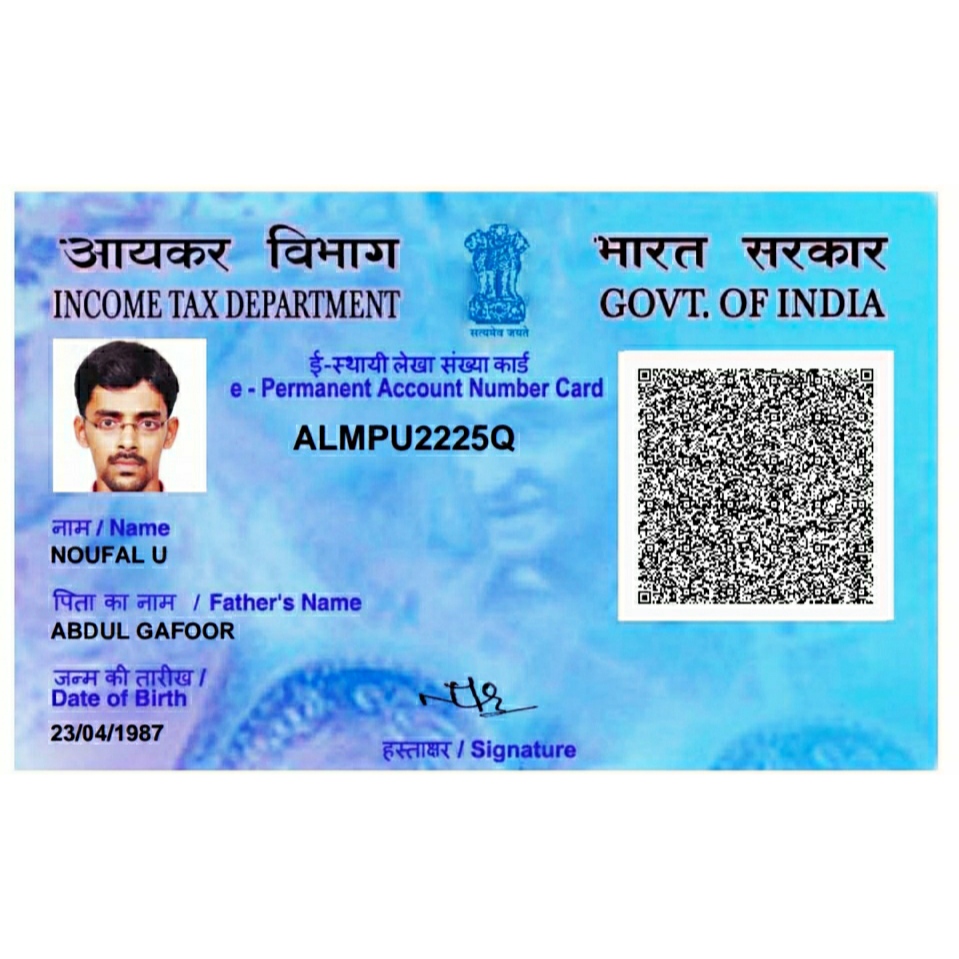 आयकर विभाग
INCOME TAX DEPARTMENT
सत्यमेव जयते
भारत सरकार
GOVT. OF INDIA
ई-स्थायी लेखा संख्या कार्ड
e - Permanent Account Number Card
ALMPU2225Q
नाम / Name
NOUFAL U
पिता का नाम / Father's Name
ABDUL GAFOOR
जन्म की तारीख /
Date of Birth
23/04/1987
हस्ताक्षर / Signature